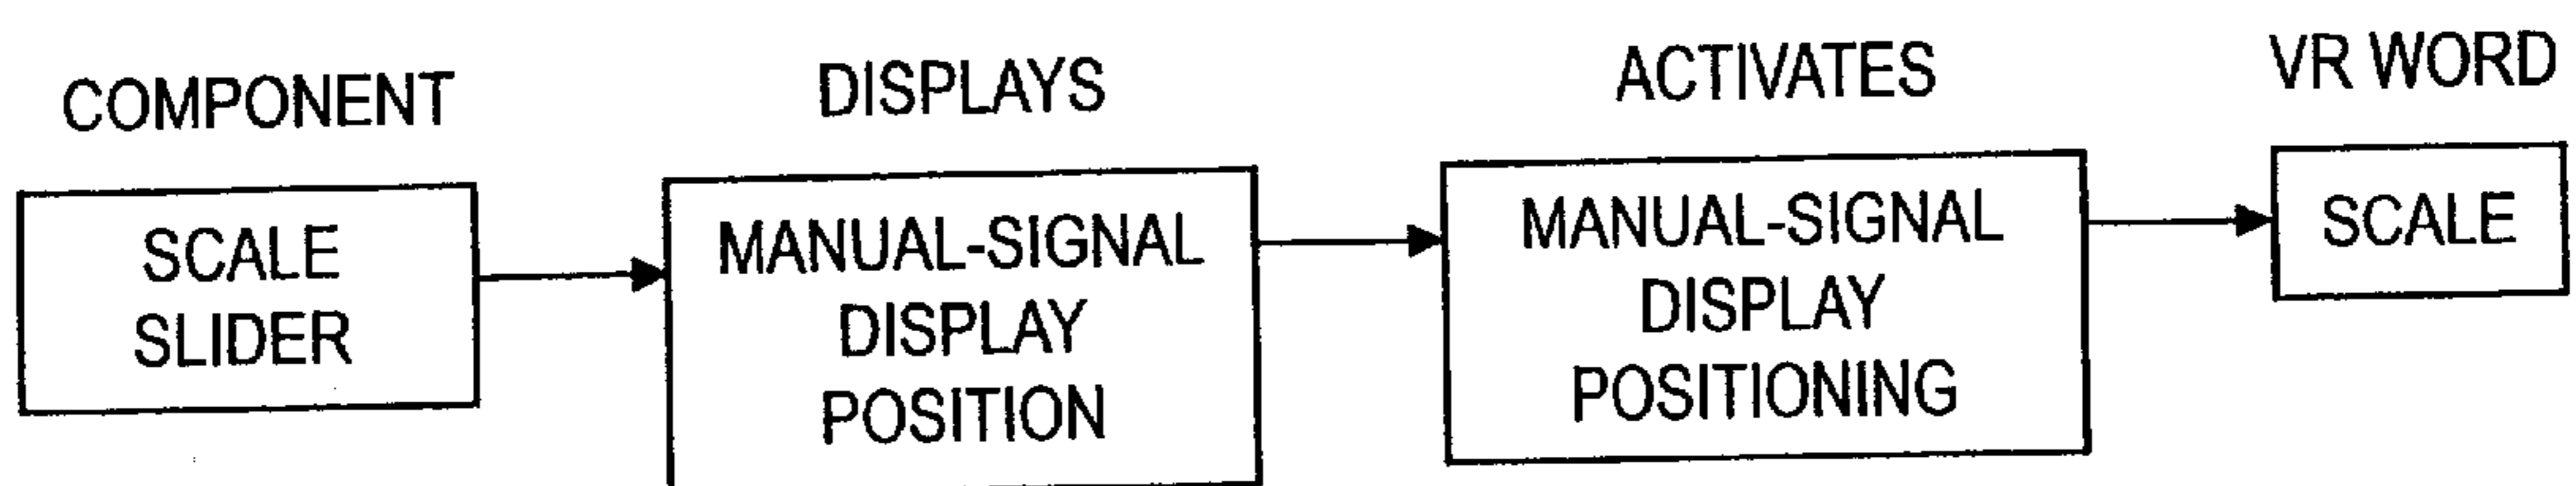 COMPONENT
DISPLAYS
ACTIVATES
VR WORD
SCALE
SLIDER
MANUAL-SIGNAL
DISPLAY
POSITION
MANUAL-SIGNAL
DISPLAY
POSITIONING
SCALE